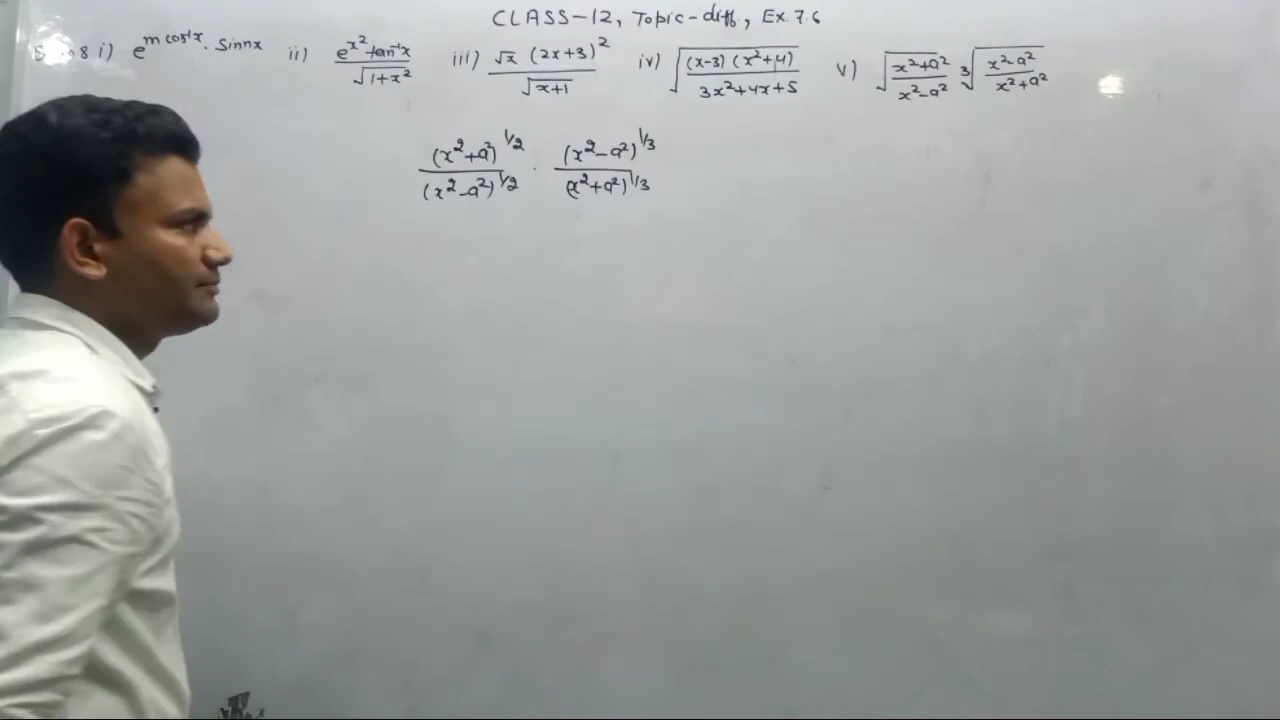 CLASS-12, Topic-diff., Ex. 7.6
8 i) e^(m cos⁻¹x) . sin nx ii) e^(x²) tan⁻¹x / √(1+x²) iii) √x (2x+3)² / √(x+1) iv) √((x-3) (x²+4) / (3x²+4x+5)) v) √((x²+a²) / (x²-a²)) ∛((x²-a²) / (x²+a²))
(x²+a²)^(1/2) / (x²-a²)^(1/2) . (x²-a²)^(1/3) / (x²+a²)^(1/3)